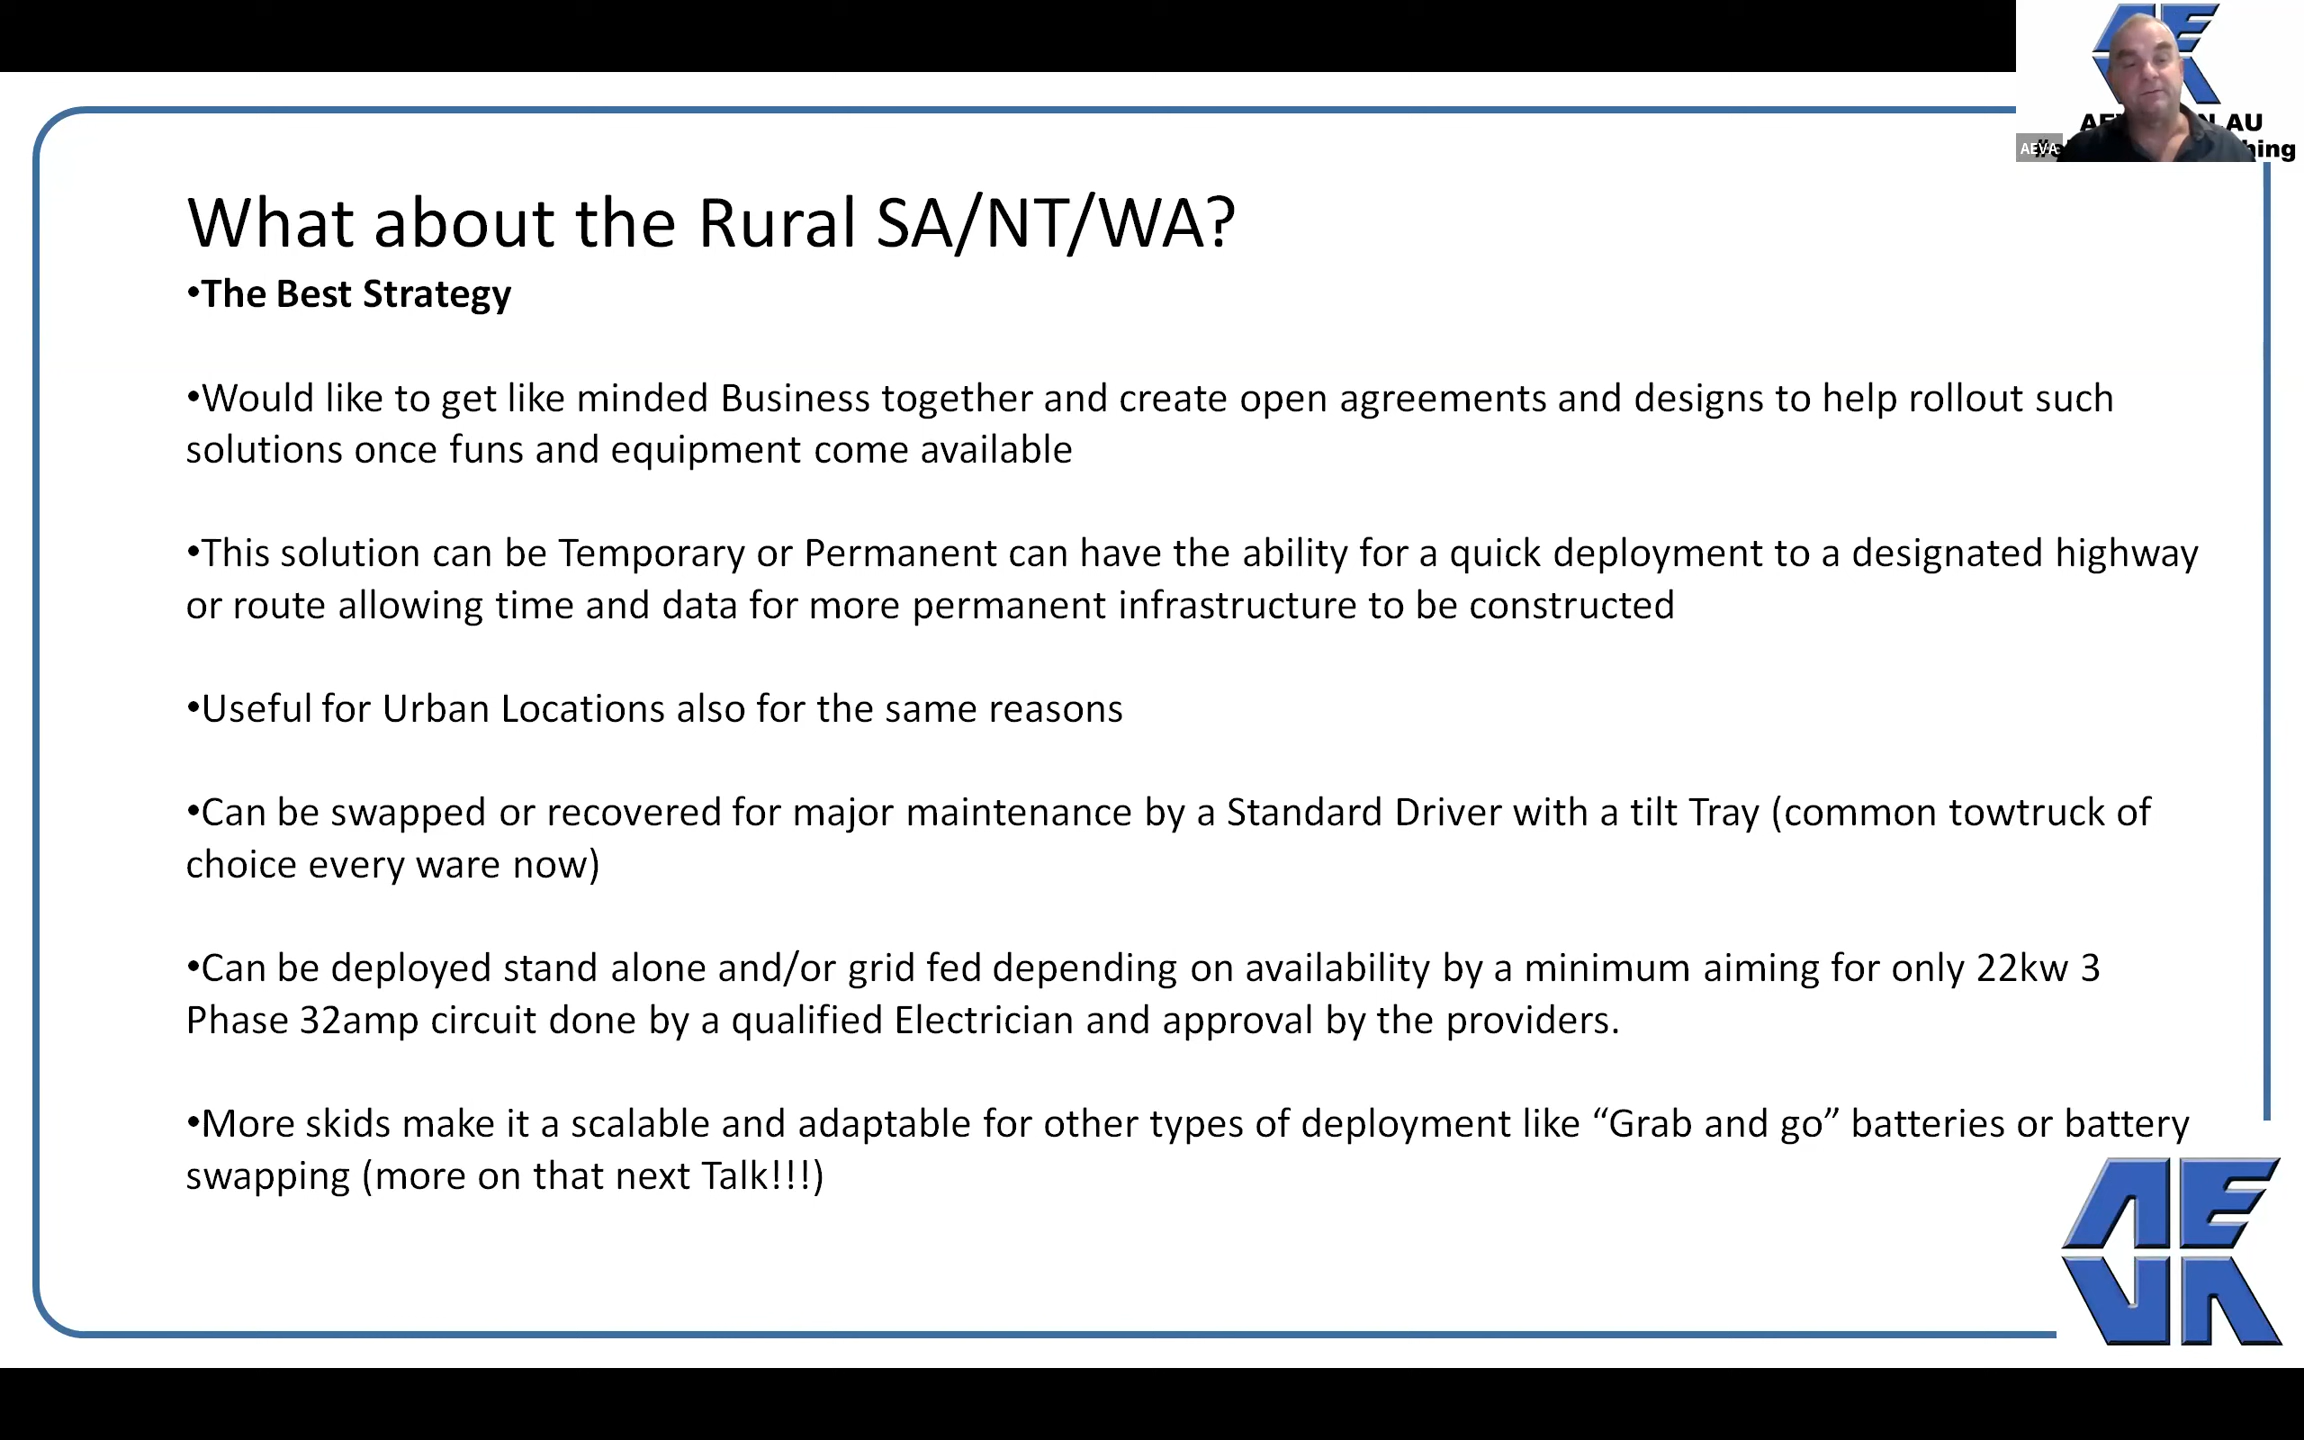 What about the Rural SA/NT/WA?
•The Best Strategy
•Would like to get like minded Business together and create open agreements and designs to help rollout such
solutions once funs and equipment come available
•This solution can be Temporary or Permanent can have the ability for a quick deployment to a designated highway
or route allowing time and data for more permanent infrastructure to be constructed
•Useful for Urban Locations also for the same reasons
•Can be swapped or recovered for major maintenance by a Standard Driver with a tilt Tray (common towtruck of
choice every ware now)
•Can be deployed stand alone and/or grid fed depending on availability by a minimum aiming for only 22kw 3
Phase 32amp circuit done by a qualified Electrician and approval by the providers.
•More skids make it a scalable and adaptable for other types of deployment like “Grab and go” batteries or battery
swapping (more on that next Talk!!!)
AEVA
AU
AE
VA